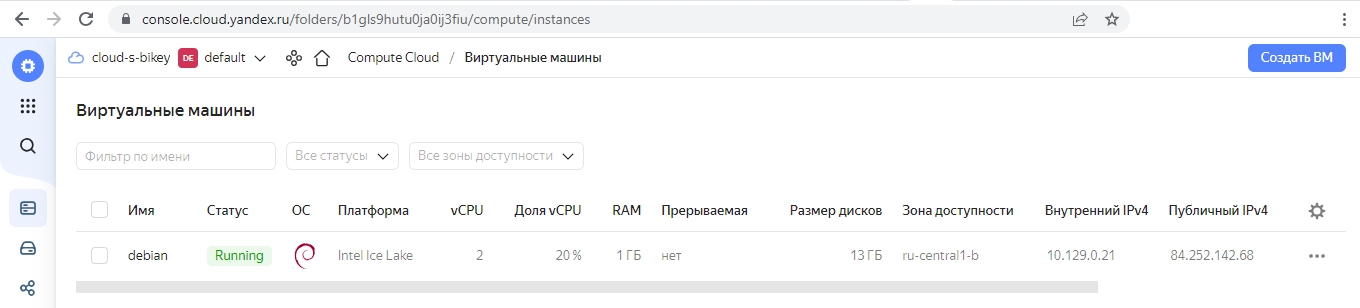 console.cloud.yandex.ru/folders/b1gls9hutu0ja0ij3fiu/compute/instances
cloud-s-bikey DE default Compute Cloud / Виртуальные машины Создать ВМ
Виртуальные машины
Фильтр по имени Все статусы Все зоны доступности
Имя Статус ОС Платформа vCPU Доля vCPU RAM Прерываемая Размер дисков Зона доступности Внутренний IPv4 Публичный IPv4
debian Running Intel Ice Lake 2 20 % 1 ГБ нет 13 ГБ ru-central1-b 10.129.0.21 84.252.142.68